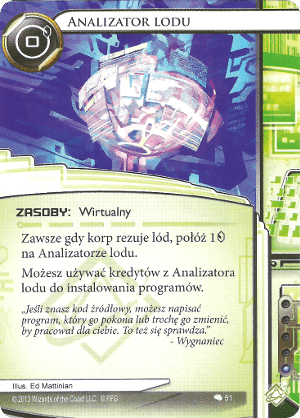 0
Analizator lodu
ZASOBY: Wirtualny
Zawsze gdy korp rezuje lód, połóż 1
na Analizatorze lodu.
Możesz używać kredytów z Analizatora
lodu do instalowania programów.
„Jeśli znasz kod źródłowy, możesz napisać
program, który go pokona lub trochę go zmienić,
by pracował dla ciebie. To też się sprawdza."
- Wygnaniec
Illus. Ed Mattinian
©2013 Wizards of the Coast LLC. © FFG
51